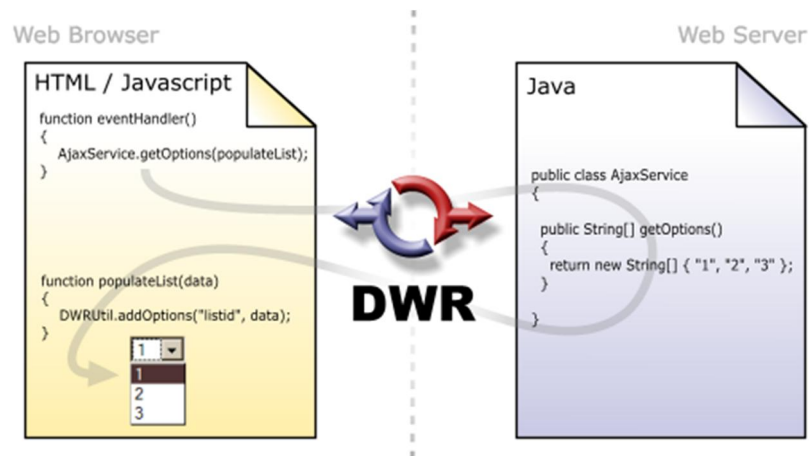 Web Browser
Web Server
HTML / Javascript
function eventHandler()
{
AjaxService.getOptions(populateList);
}
function populateList(data)
{
DWRUtil.addOptions("listid", data);
}
1
1
2
3
DWR
Java
public class AjaxService
{
public String[] getOptions()
{
return new String[] { "1", "2", "3" };
}
}